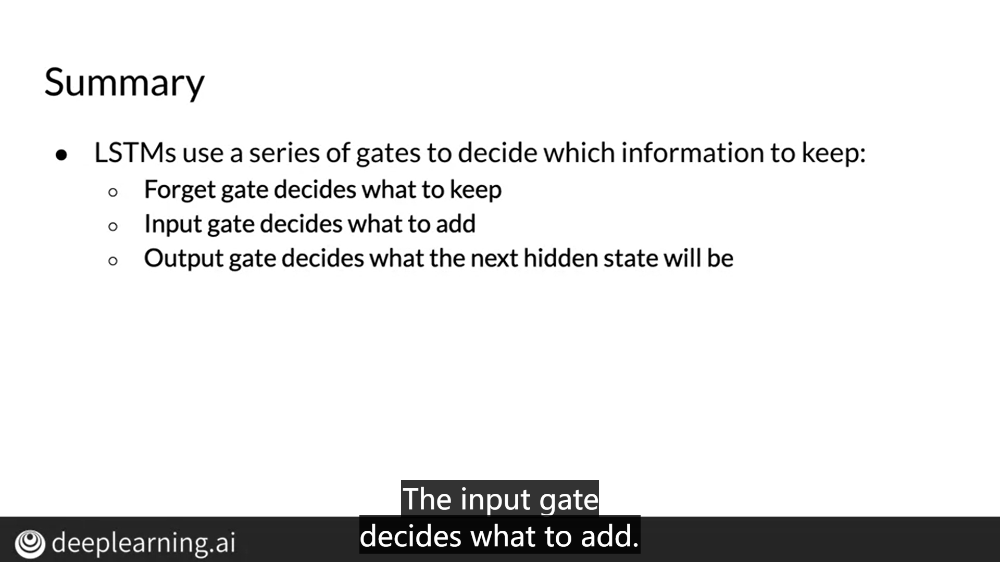 Summary
● LSTMs use a series of gates to decide which information to keep:
○ Forget gate decides what to keep
○ Input gate decides what to add
○ Output gate decides what the next hidden state will be
The input gate
decides what to add.
deeplearning.ai